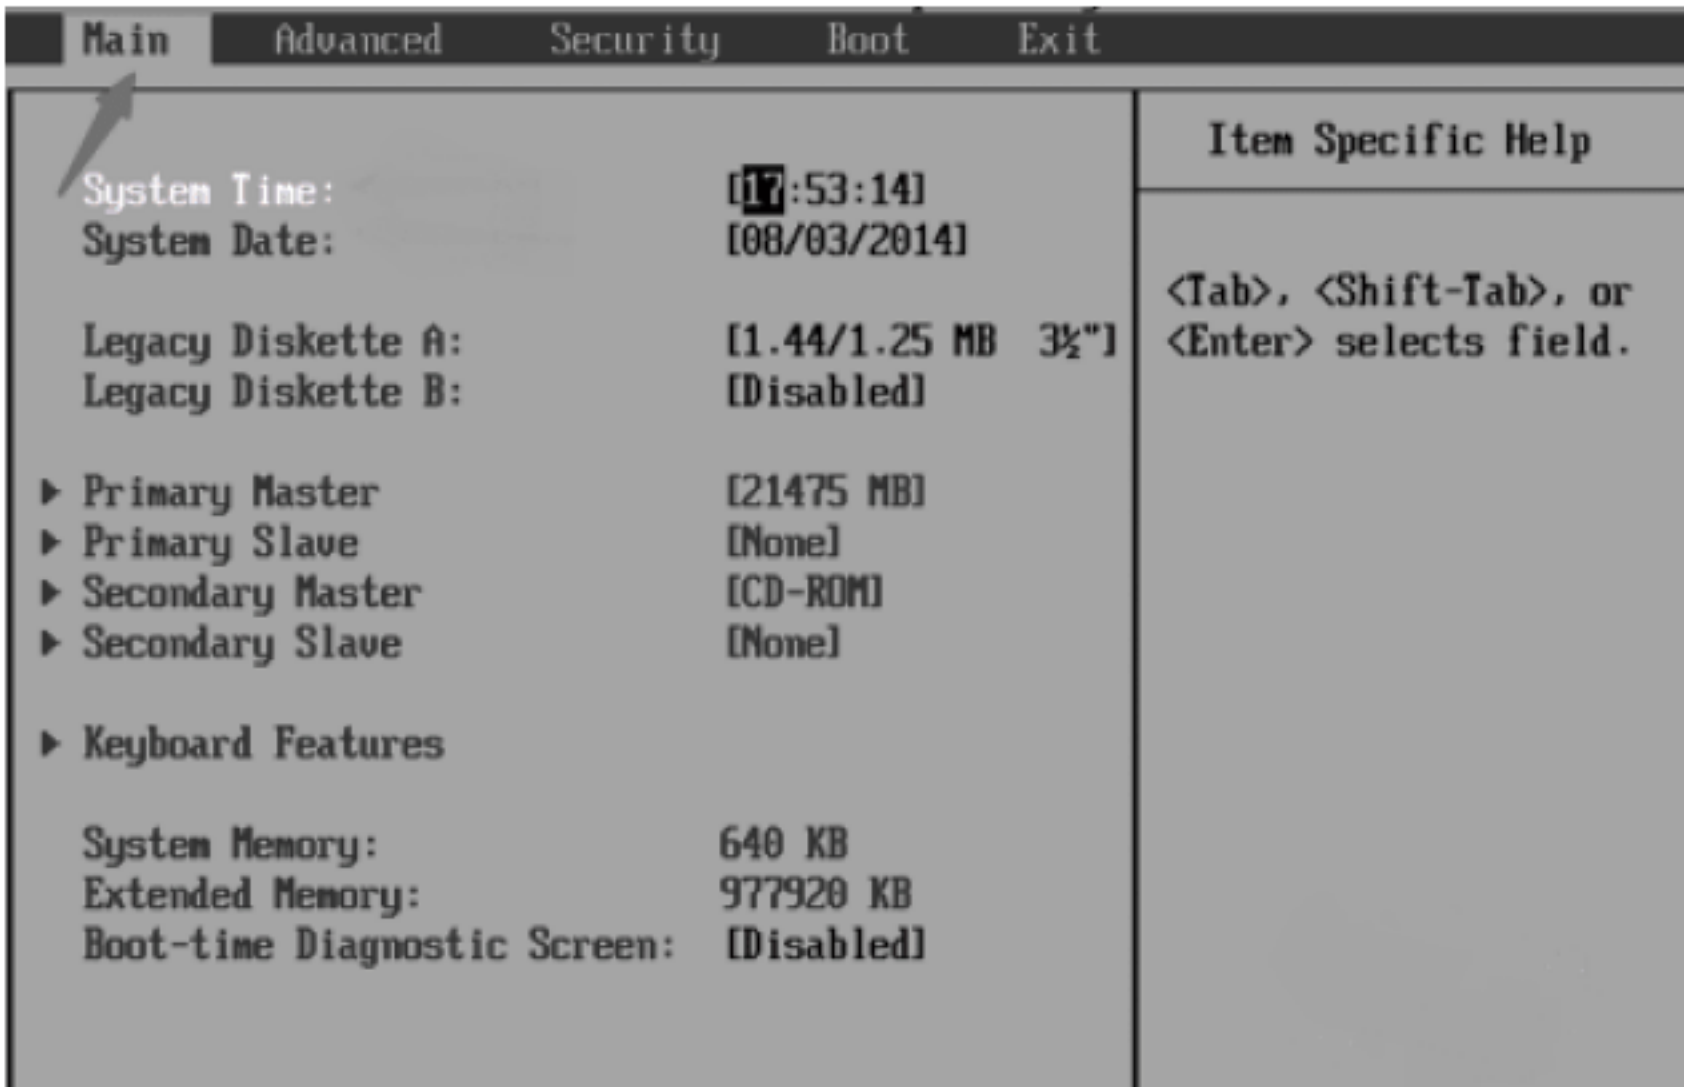 Main Advanced Security Boot Exit
Item Specific Help
System Time: [17:53:14]
System Date: [08/03/2014]
<Tab>, <Shift-Tab>, or
<Enter> selects field.
Legacy Diskette A: [1.44/1.25 MB 3½"]
Legacy Diskette B: [Disabled]
Primary Master [21475 MB]
Primary Slave [None]
Secondary Master [CD-ROM]
Secondary Slave [None]
Keyboard Features
System Memory: 640 KB
Extended Memory: 977920 KB
Boot-time Diagnostic Screen: [Disabled]